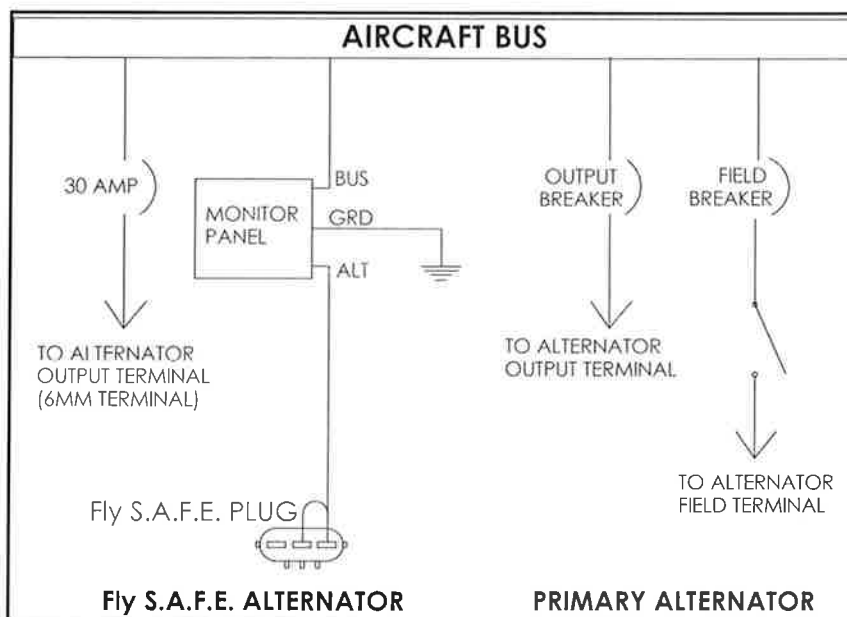 AIRCRAFT BUS
30 AMP
BUS
MONITOR
PANEL
GRD
ALT
OUTPUT
BREAKER
FIELD
BREAKER
TO ALTERNATOR
OUTPUT TERMINAL
(6MM TERMINAL)
TO ALTERNATOR
OUTPUT TERMINAL
TO ALTERNATOR
FIELD TERMINAL
Fly S.A.F.E. PLUG
Fly S.A.F.E. ALTERNATOR
PRIMARY ALTERNATOR